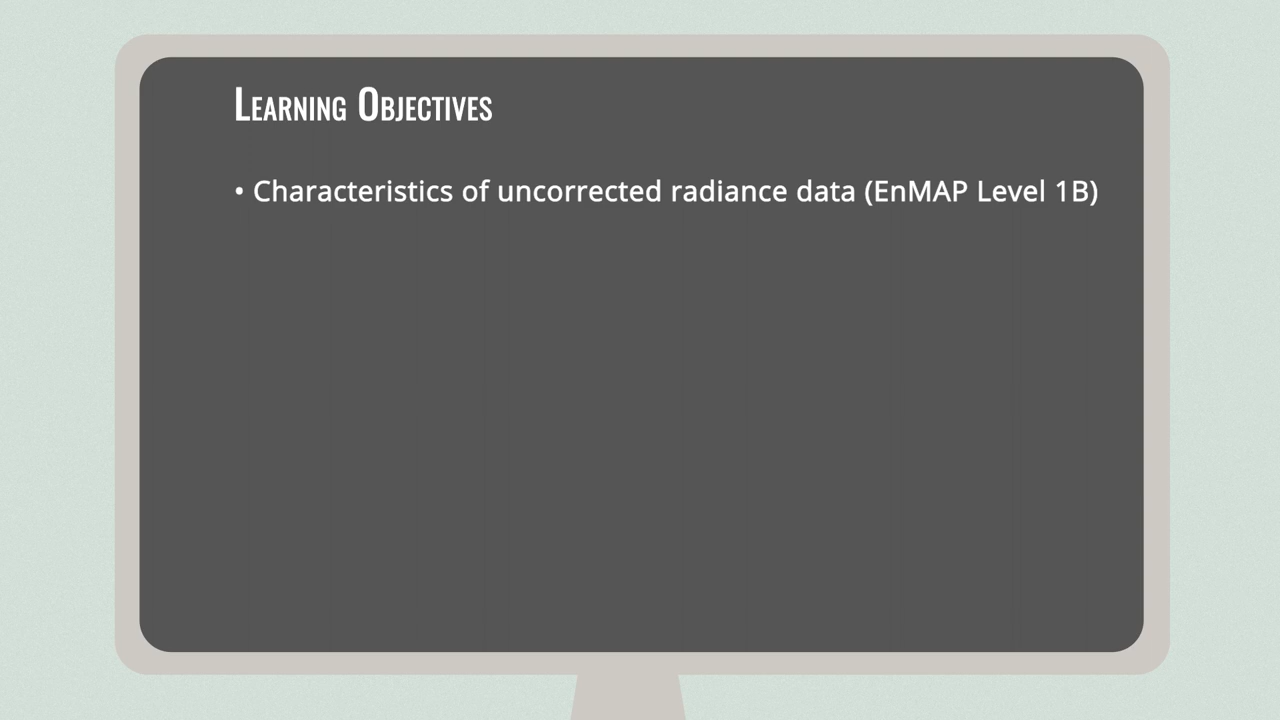 Learning Objectives
• Characteristics of uncorrected radiance data (EnMAP Level 1B)